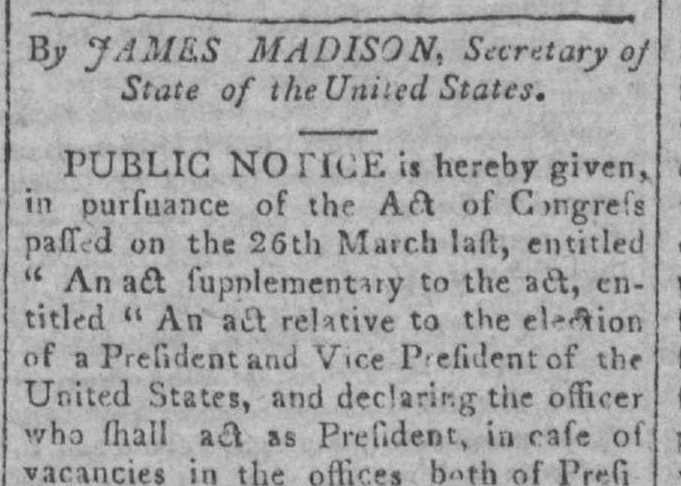 By JAMES MADISON, Secretary of
State of the United States.
PUBLIC NOTICE is hereby given,
in purſuance of the Act of Congreſs
paſſed on the 26th March laſt, entitled
“ An act ſupplementary to the act, en-
titled “ An act relative to the election
of a Preſident and Vice Preſident of the
United States, and declaring the officer
who ſhall act as Preſident, in caſe of
vacancies in the offices both of Preſi